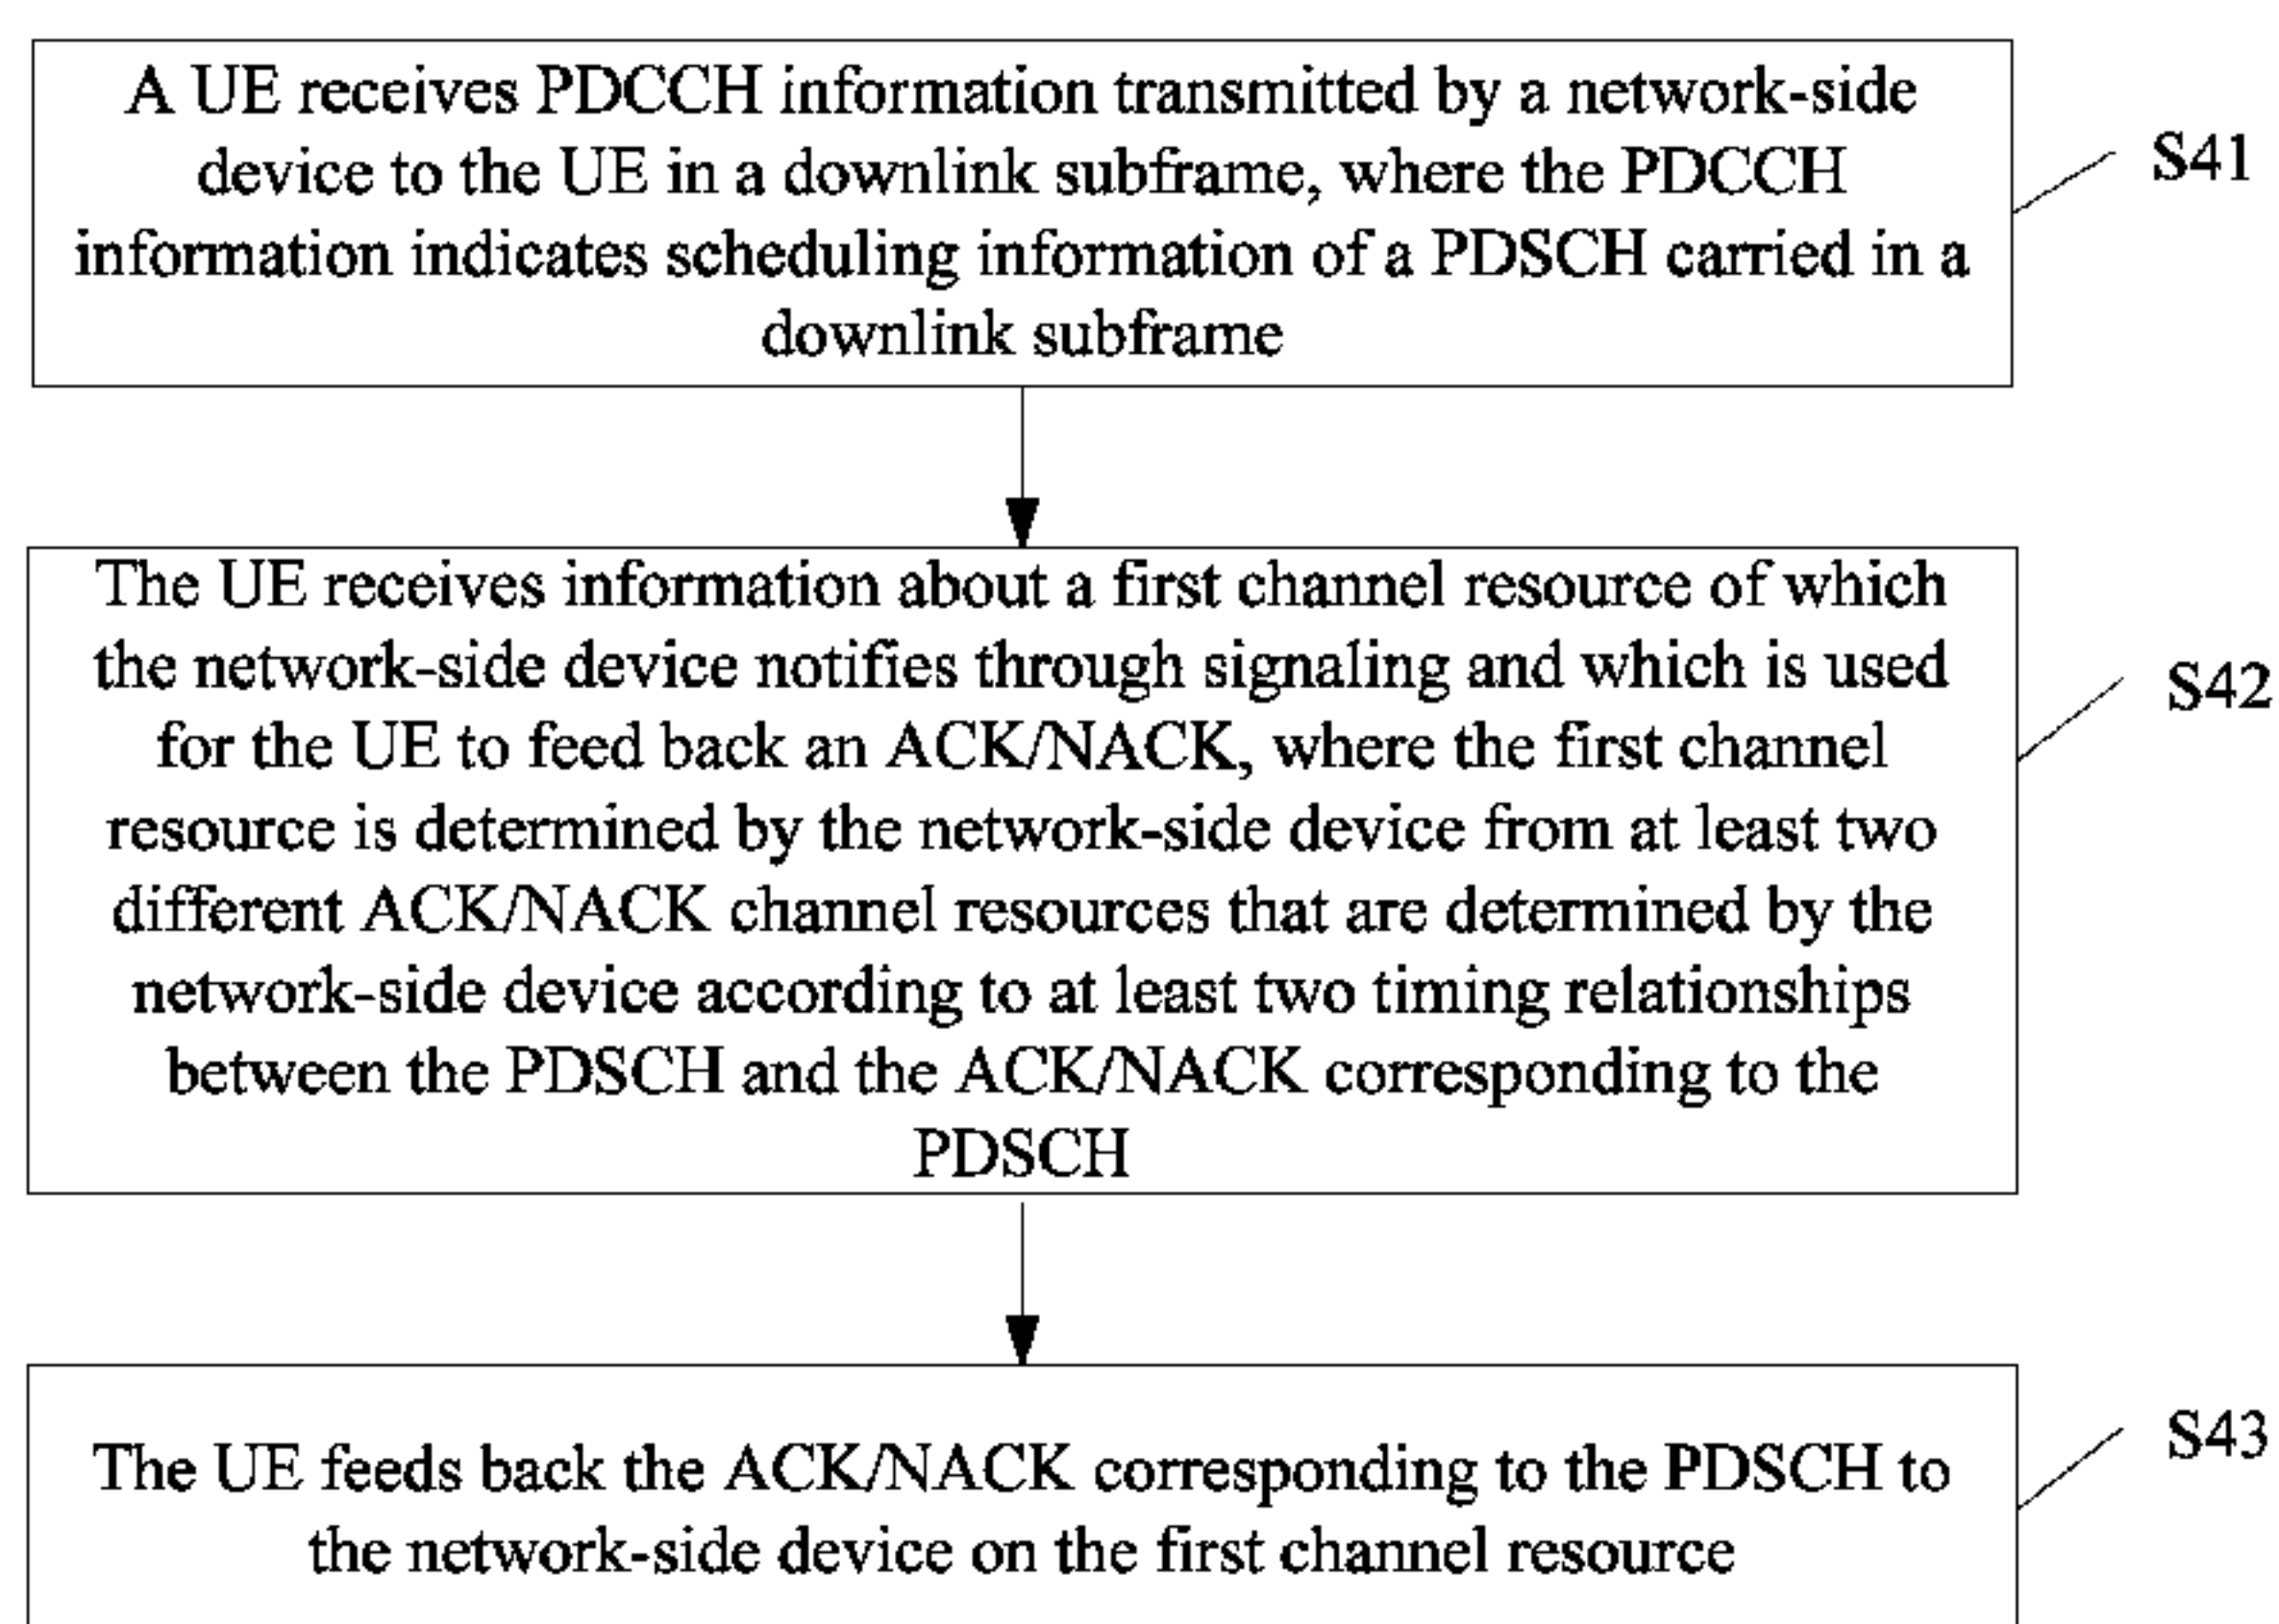 A UE receives PDCCH information transmitted by a network-side
device to the UE in a downlink subframe, where the PDCCH
information indicates scheduling information of a PDSCH carried in a
downlink subframe
S41
The UE receives information about a first channel resource of which
the network-side device notifies through signaling and which is used
for the UE to feed back an ACK/NACK, where the first channel
resource is determined by the network-side device from at least two
different ACK/NACK channel resources that are determined by the
network-side device according to at least two timing relationships
between the PDSCH and the ACK/NACK corresponding to the
PDSCH
S42
The UE feeds back the ACK/NACK corresponding to the PDSCH to
the network-side device on the first channel resource
S43